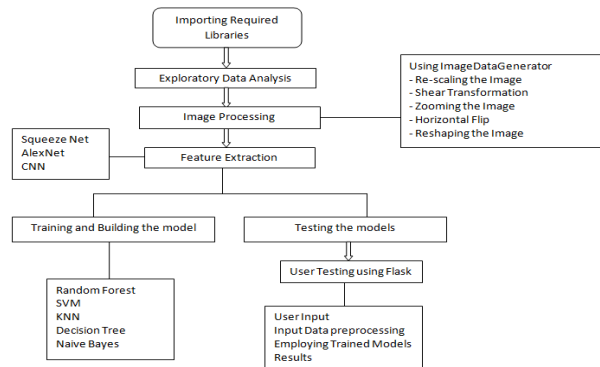 Importing Required
Libraries
Exploratory Data Analysis
Using ImageDataGenerator
- Re-scaling the Image
- Shear Transformation
- Zooming the Image
- Horizontal Flip
- Reshaping the Image
Image Processing
Squeeze Net
AlexNet
CNN
Feature Extraction
Training and Building the model
Testing the models
User Testing using Flask
Random Forest
SVM
KNN
Decision Tree
Naive Bayes
User Input
Input Data preprocessing
Employing Trained Models
Results